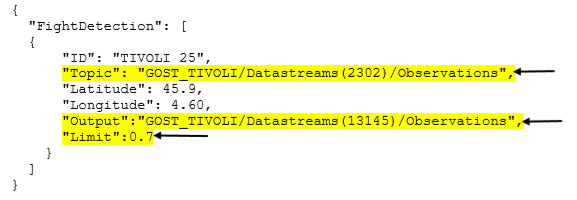 {
"FightDetection": [
{
"ID": "TIVOLI 25",
"Topic": "GOST_TIVOLI/Datastreams(2302)/Observations",
"Latitude": 45.9,
"Longitude": 4.60,
"Output":"GOST_TIVOLI/Datastreams(13145)/Observations",
"Limit":0.7
}
]
}